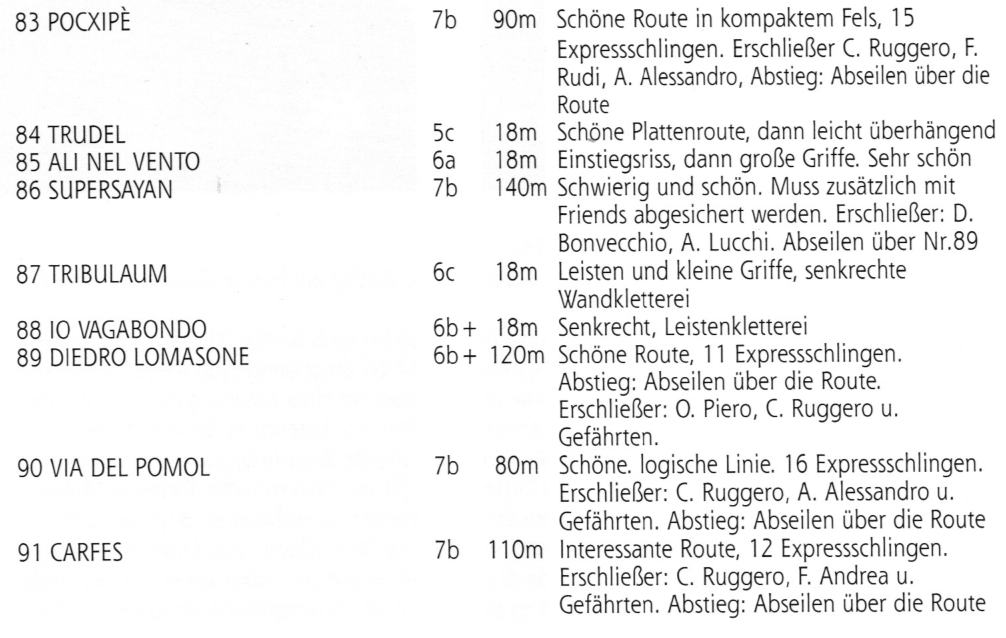 83 POCXIPÈ 7b 90m Schöne Route in kompaktem Fels, 15
Expressschlingen. Erschließer C. Ruggero, F.
Rudi, A. Alessandro, Abstieg: Abseilen über die
Route
84 TRUDEL 5c 18m Schöne Plattenroute, dann leicht überhängend
85 ALI NEL VENTO 6a 18m Einstiegsriss, dann große Griffe. Sehr schön
86 SUPERSAYAN 7b 140m Schwierig und schön. Muss zusätzlich mit
Friends abgesichert werden. Erschließer: D.
Bonvecchio, A. Lucchi. Abseilen über Nr.89
87 TRIBULAUM 6c 18m Leisten und kleine Griffe, senkrechte
Wandkletterei
88 IO VAGABONDO 6b+ 18m Senkrecht, Leistenkletterei
89 DIEDRO LOMASONE 6b+ 120m Schöne Route, 11 Expressschlingen.
Abstieg: Abseilen über die Route.
Erschließer: O. Piero, C. Ruggero u.
Gefährten.
90 VIA DEL POMOL 7b 80m Schöne. logische Linie. 16 Expressschlingen.
Erschließer: C. Ruggero, A. Alessandro u.
Gefährten. Abstieg: Abseilen über die Route
91 CARFES 7b 110m Interessante Route, 12 Expressschlingen.
Erschließer: C. Ruggero, F. Andrea u.
Gefährten. Abstieg: Abseilen über die Route